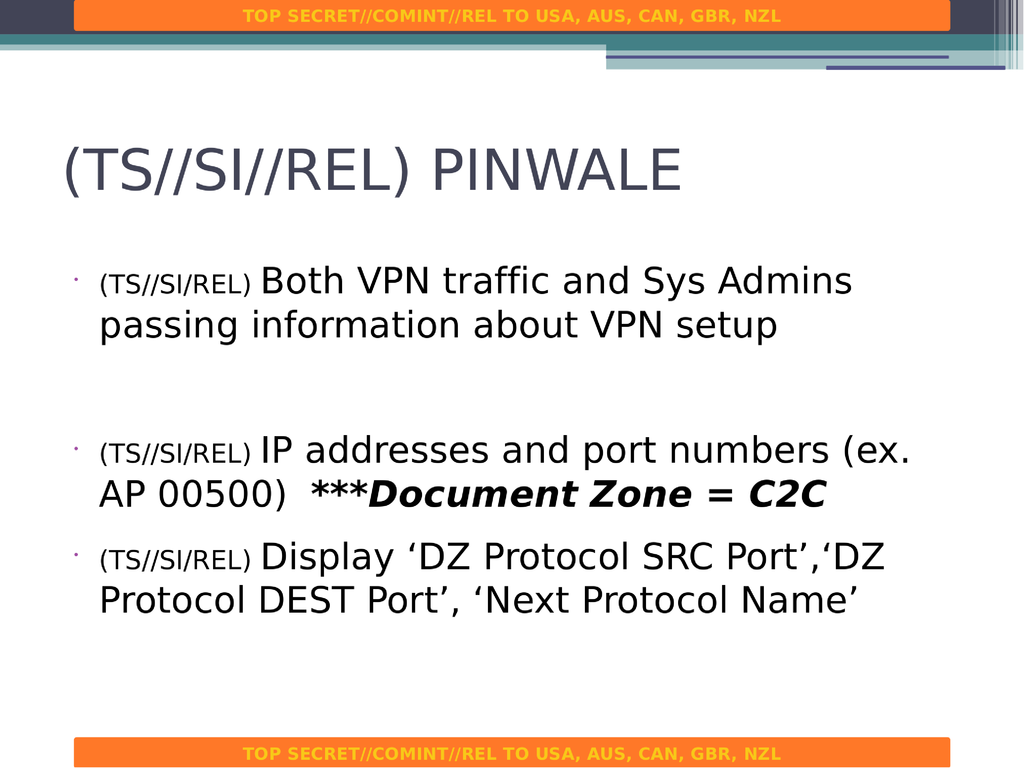 TOP SECRET//COMINT//REL TO USA, AUS, CAN, GBR, NZL
(TS//SI//REL) PINWALE
(TS//SI/REL) Both VPN traffic and Sys Admins
passing information about VPN setup
(TS//SI/REL) IP addresses and port numbers (ex.
AP 00500)  ***Document Zone = C2C
(TS//SI/REL) Display ‘DZ Protocol SRC Port’,‘DZ
Protocol DEST Port’, ‘Next Protocol Name’
TOP SECRET//COMINT//REL TO USA, AUS, CAN, GBR, NZL